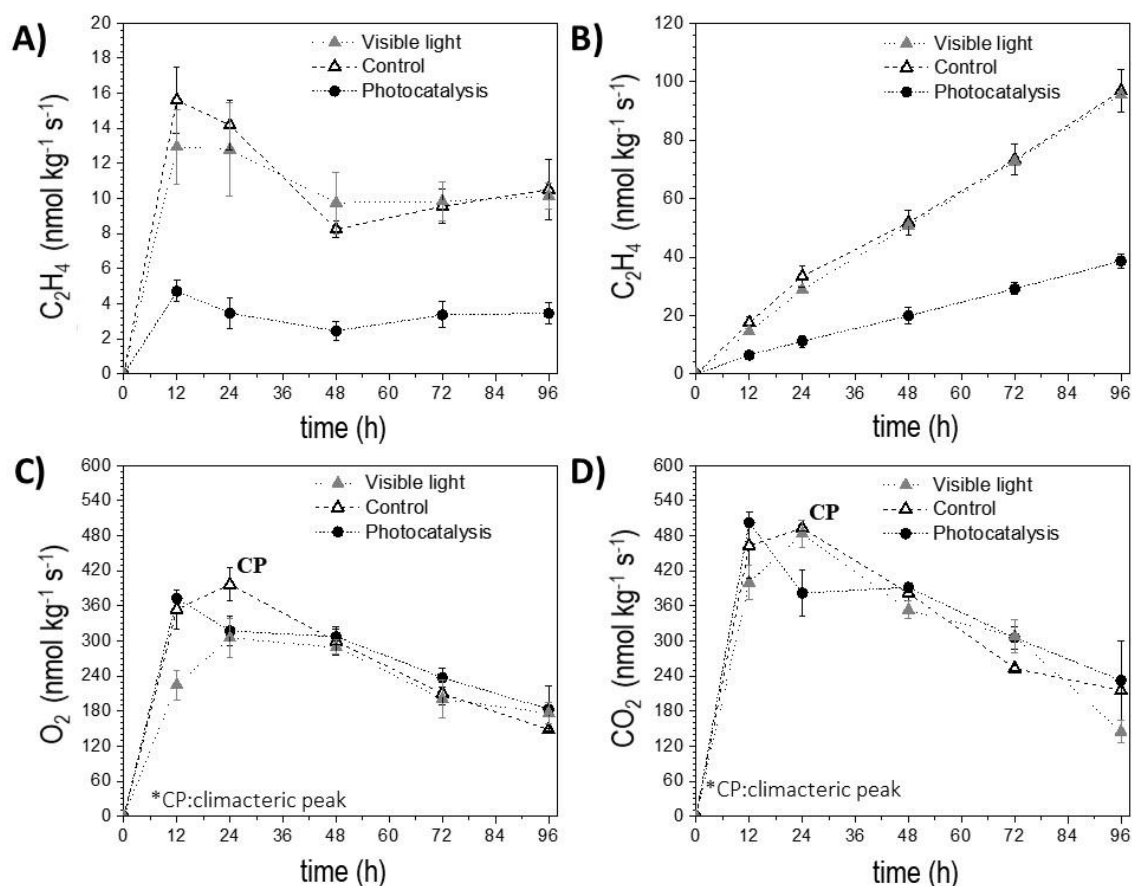 A)
C₂H₄ (nmol kg⁻¹ s⁻¹)
20
18
16
14
12
10
8
6
4
2
0
Visible light
Control
Photocatalysis
0 12 24 36 48 60 72 84 96
time (h)
B)
C₂H₄ (nmol kg⁻¹ s⁻¹)
120
100
80
60
40
20
0
Visible light
Control
Photocatalysis
0 12 24 36 48 60 72 84 96
time (h)
C)
O₂ (nmol kg⁻¹ s⁻¹)
600
540
480
420
360
300
240
180
120
60
0
Visible light
Control
Photocatalysis
CP
*CP:climacteric peak
0 12 24 36 48 60 72 84 96
time (h)
D)
CO₂ (nmol kg⁻¹ s⁻¹)
600
540
480
420
360
300
240
180
120
60
0
Visible light
Control
Photocatalysis
CP
*CP:climacteric peak
0 12 24 36 48 60 72 84 96
time (h)